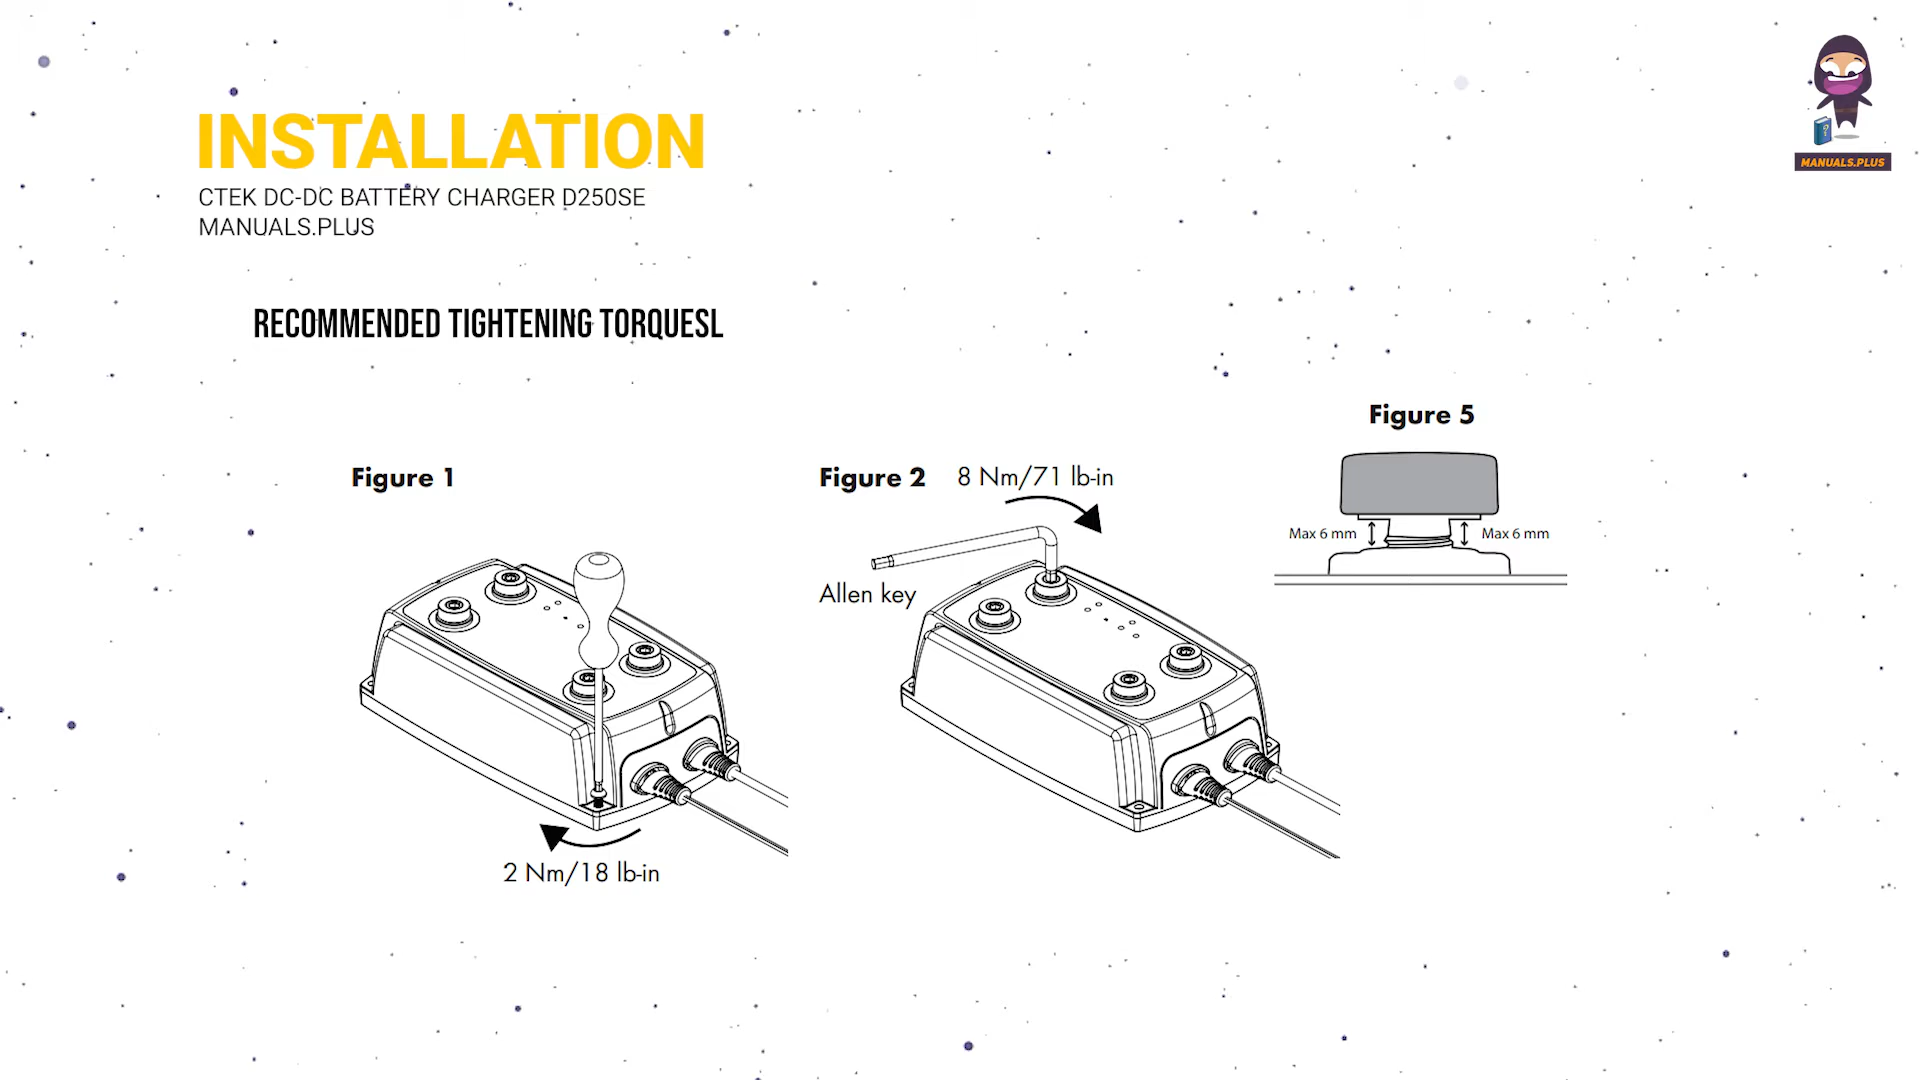 INSTALLATION
CTEK DC-DC BATTERY CHARGER D250SE
MANUALS.PLUS
MANUALS.PLUS
RECOMMENDED TIGHTENING TORQUESL
Figure 5
Max 6 mm
Max 6 mm
Figure 1
2 Nm/18 lb-in
Figure 2
8 Nm/71 lb-in
Allen key